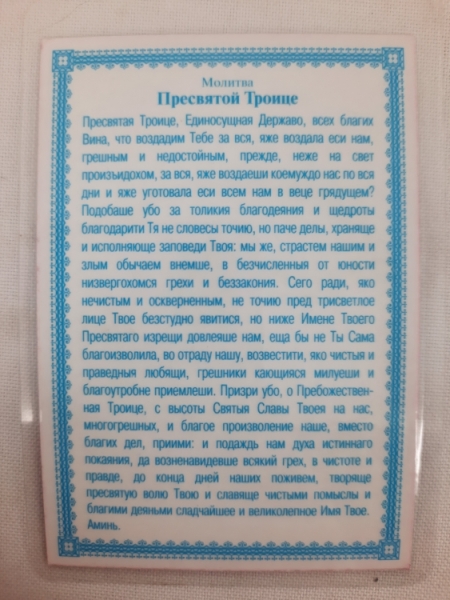 Молитва
Пресвятой Троице
Пресвятая Троице, Единосущная Державо, всех благих
Вина, что воздадим Тебе за вся, яже воздала еси нам,
грешным и недостойным, прежде, неже на свет
произыидохом, за вся, яже воздаеши коемуждо нас по вся
дни и яже уготовала еси всем нам в веце грядущем?
Подобаше убо за толикия благодеяния и щедроты
благодарити Тя не словесы точию, но паче делы, храняще
и исполняюще заповеди Твоя: мы же, страстем нашим и
злым обычаем внемше, в безчисленныя от юности
низвергохомся грехи и беззакония. Сего ради, яко
нечистым и оскверненным, не точию пред трисветлое
лице Твое безстудно явитися, но ниже Имене Твоего
Пресвятаго изрещи довлеяше нам, еща бы не Ты Сама
благоизволила, во отраду нашу, возвестити, яко чистыя и
праведныя любящи, грешники кающияся милуеши и
благоутробне приемлеши. Призри убо, о Пребожествен-
ная Троице, с высоты Святыя Славы Твоея на нас,
многогрешных, и благое произволение наше, вместо
благих дел, приими: и подаждь нам духа истиннаго
покаяния, да возненавидевше всякий грех, в чистоте и
правде, до конца дней наших поживем, творяще
пресвятую волю Твою и славяще чистыми помыслы и
благими деяньми сладчайшее и великолепное Имя Твое.
Аминь.